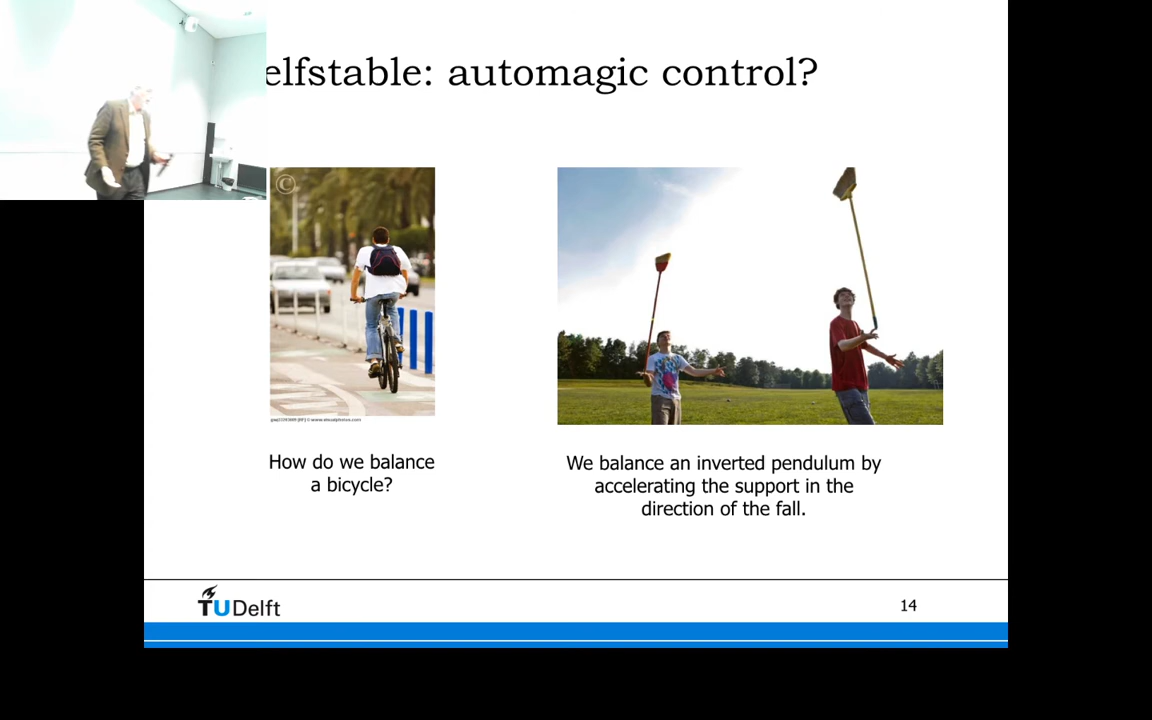 elfstable: automagic control?
©
How do we balance
a bicycle?
We balance an inverted pendulum by
accelerating the support in the
direction of the fall.
TUDelft
14